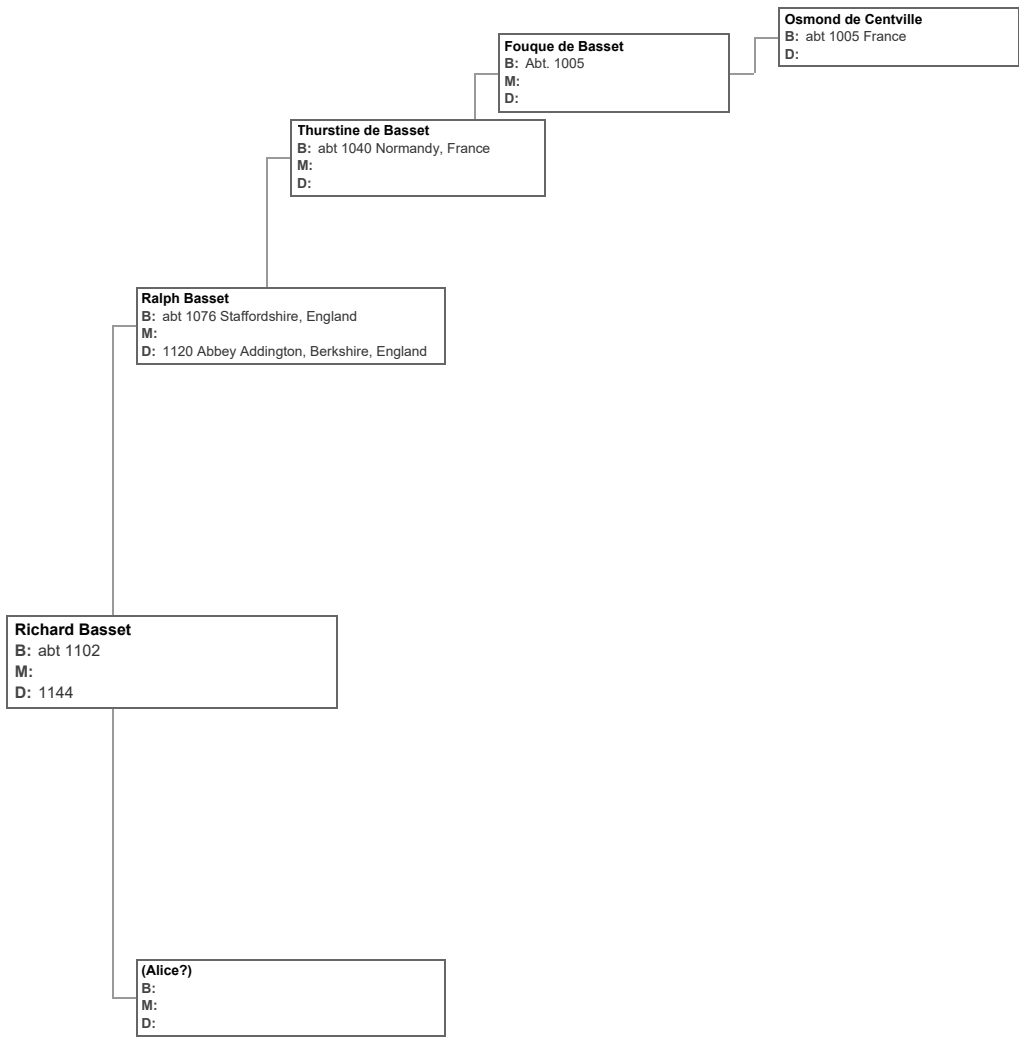 Osmond de Centville
B: abt 1005 France
D:
Fouque de Basset
B: Abt. 1005
M:
D:
Thurstine de Basset
B: abt 1040 Normandy, France
M:
D:
Ralph Basset
B: abt 1076 Staffordshire, England
M:
D: 1120 Abbey Addington, Berkshire, England
Richard Basset
B: abt 1102
M:
D: 1144
(Alice?)
B:
M:
D: